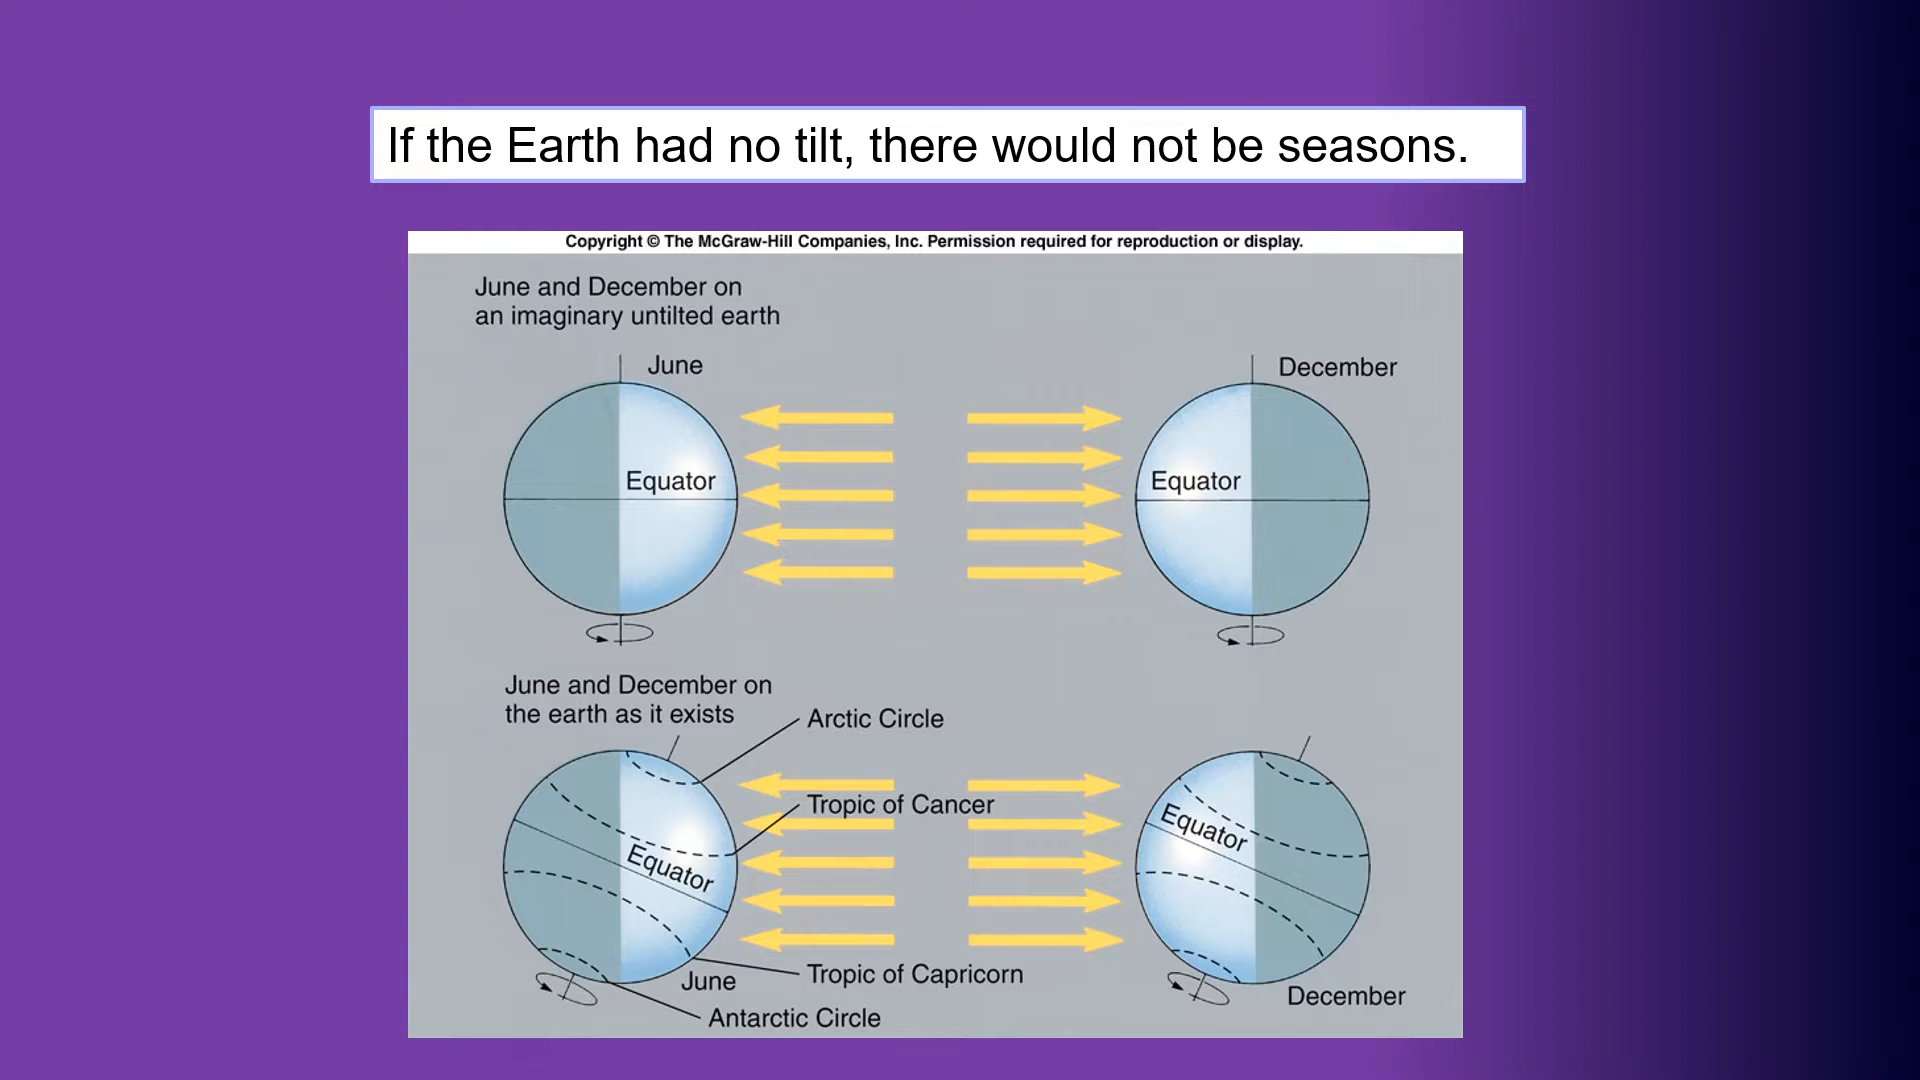 If the Earth had no tilt, there would not be seasons.
Copyright © The McGraw-Hill Companies, Inc. Permission required for reproduction or display.
June and December on
an imaginary untilted earth
June
December
Equator
Equator
June and December on
the earth as it exists
Arctic Circle
Tropic of Cancer
Equator
Equator
Tropic of Capricorn
June
December
Antarctic Circle